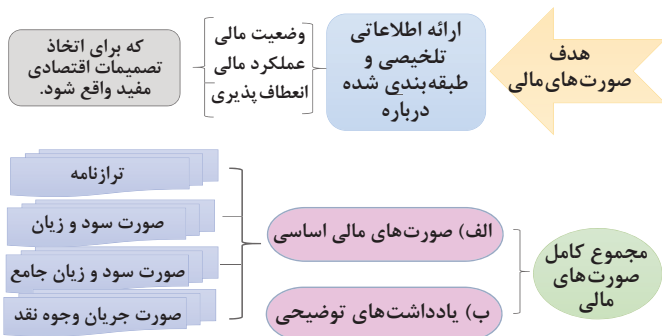 هدف
صورت‌های‌مالی
ارائه اطلاعاتی
تلخیصی و
طبقه‌بندی شده
درباره
وضعیت مالی
عملکرد مالی
انعطاف‌پذیری
که برای اتخاذ
تصمیمات اقتصادی
مفید واقع شود.
مجموع کامل
صورت‌های
مالی
الف) صورت‌های مالی اساسی
ب) یادداشت‌های توضیحی
ترازنامه
صورت سود و زیان
صورت سود و زیان جامع
صورت جریان وجوه نقد